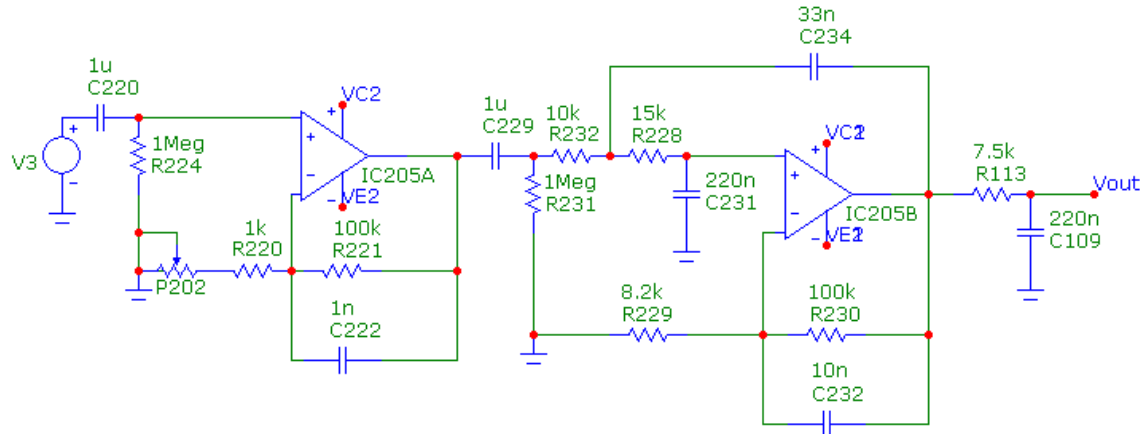 33n
C234
1u
C220
VC2
1u
C229
10k
R232
15k
R228
1Meg
R224
V3
+
-
+
-
+
-
IC205A
VE2
1Meg
R231
220n
C231
+
-
+
-
IC205B
7.5k
R113
Vout
220n
C109
1k
R220
100k
R221
P202
1n
C222
8.2k
R229
100k
R230
10n
C232